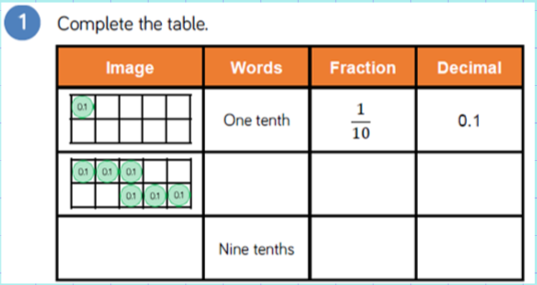 1 Complete the table.
Image Words Fraction Decimal
0.1
One tenth 1/10 0.1
0.1 0.1 0.1
0.1 0.1 0.1
Nine tenths